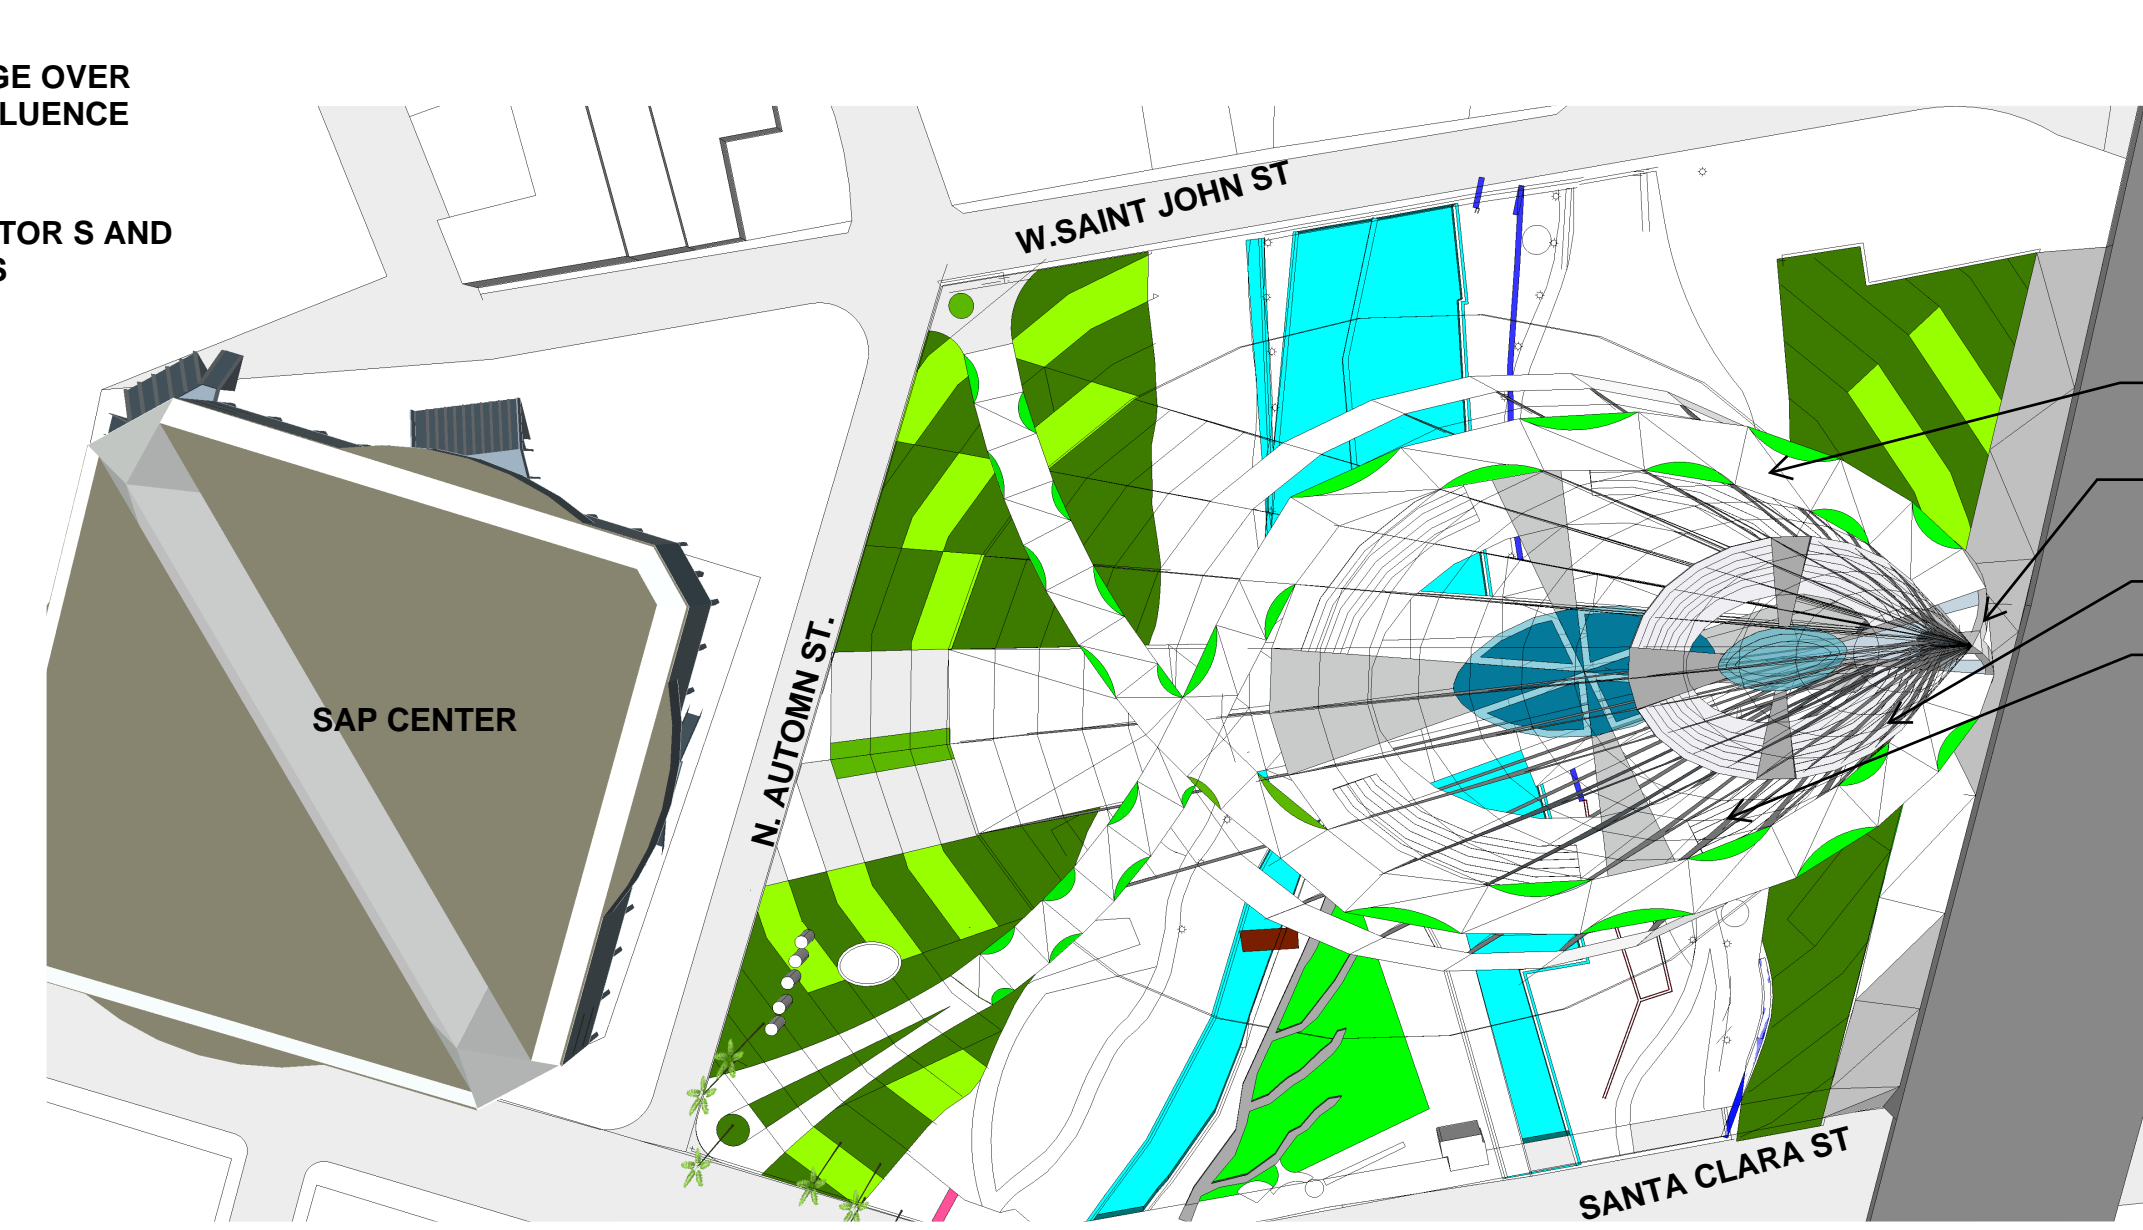 GE OVER
LUENCE
TOR S AND
S
W.SAINT JOHN ST
SAP CENTER
N. AUTOMN ST.
SANTA CLARA ST